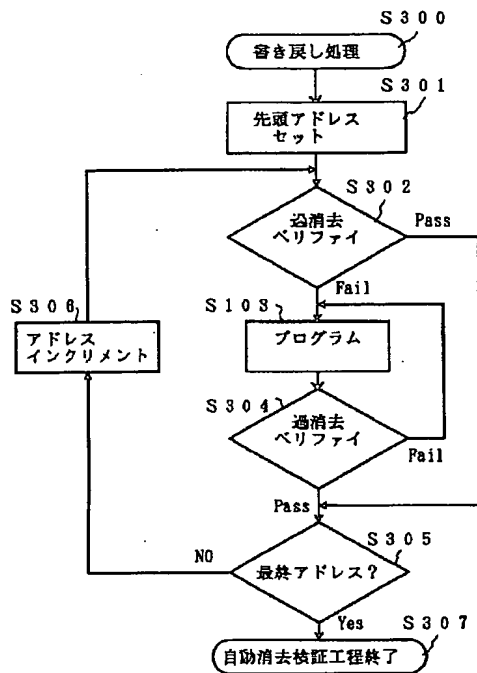 S300
書き戻し処理
S301
先頭アドレス
セット
S302
過消去
ベリファイ
Pass
Fail
S306
アドレス
インクリメント
S103
プログラム
S304
過消去
ベリファイ
Fail
Pass
S305
NO
最終アドレス?
Yes
S307
自動消去検証工程終了